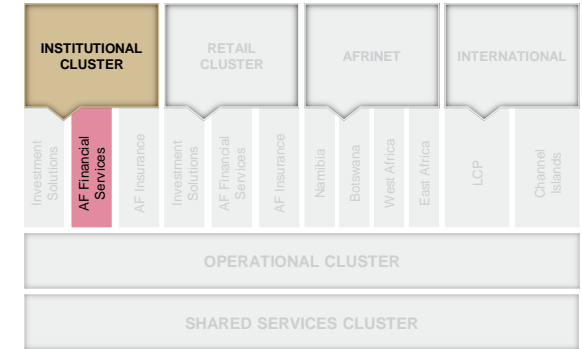 INSTITUTIONAL
CLUSTER
RETAIL
CLUSTER
AFRINET
INTERNATIONAL
Investment
Solutions
AF Financial
Services
AF Insurance
Investment
Solutions
AF Financial
Services
AF Insurance
Namibia
Botswana
West Africa
East Africa
LCP
Channel
Islands
OPERATIONAL CLUSTER
SHARED SERVICES CLUSTER